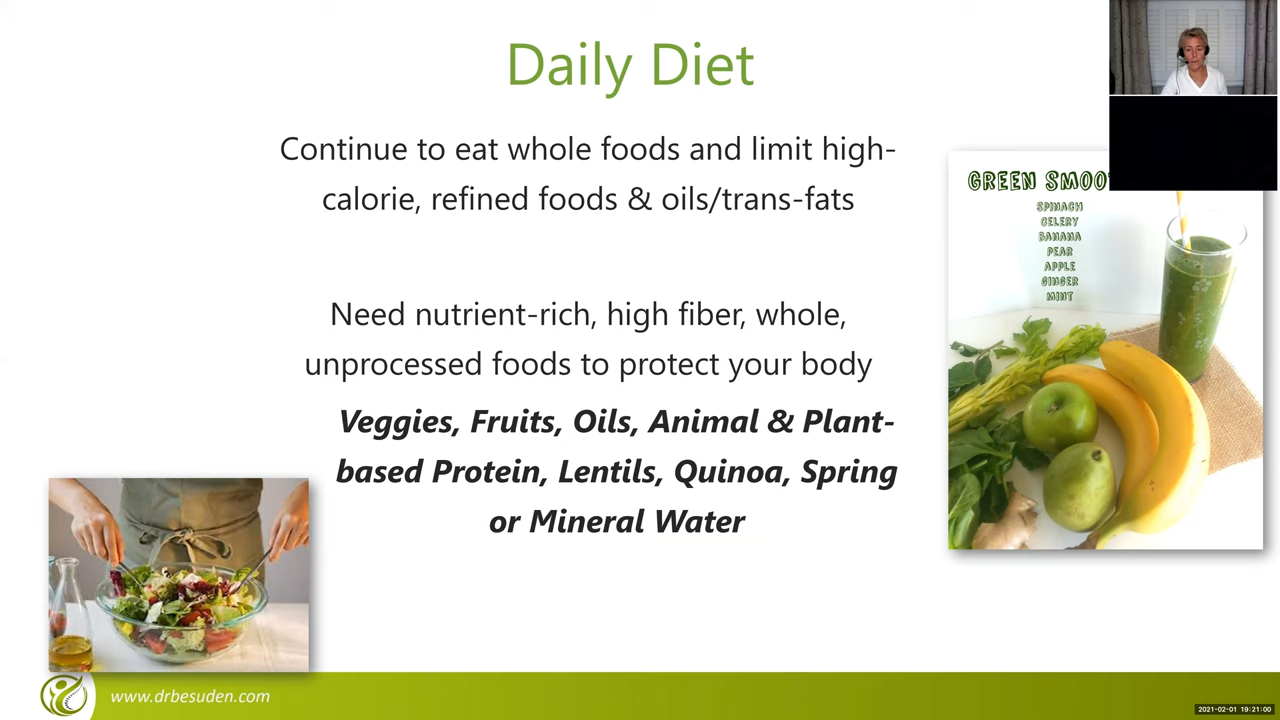 Daily Diet
Continue to eat whole foods and limit high-
calorie, refined foods & oils/trans-fats
Need nutrient-rich, high fiber, whole,
unprocessed foods to protect your body
Veggies, Fruits, Oils, Animal & Plant-
based Protein, Lentils, Quinoa, Spring
or Mineral Water
GREEN
SPINACH
CELERY
BANANA
PEAR
APPLE
GINGER
MINT
www.drbesuden.com
2021-02-01 19:21:00